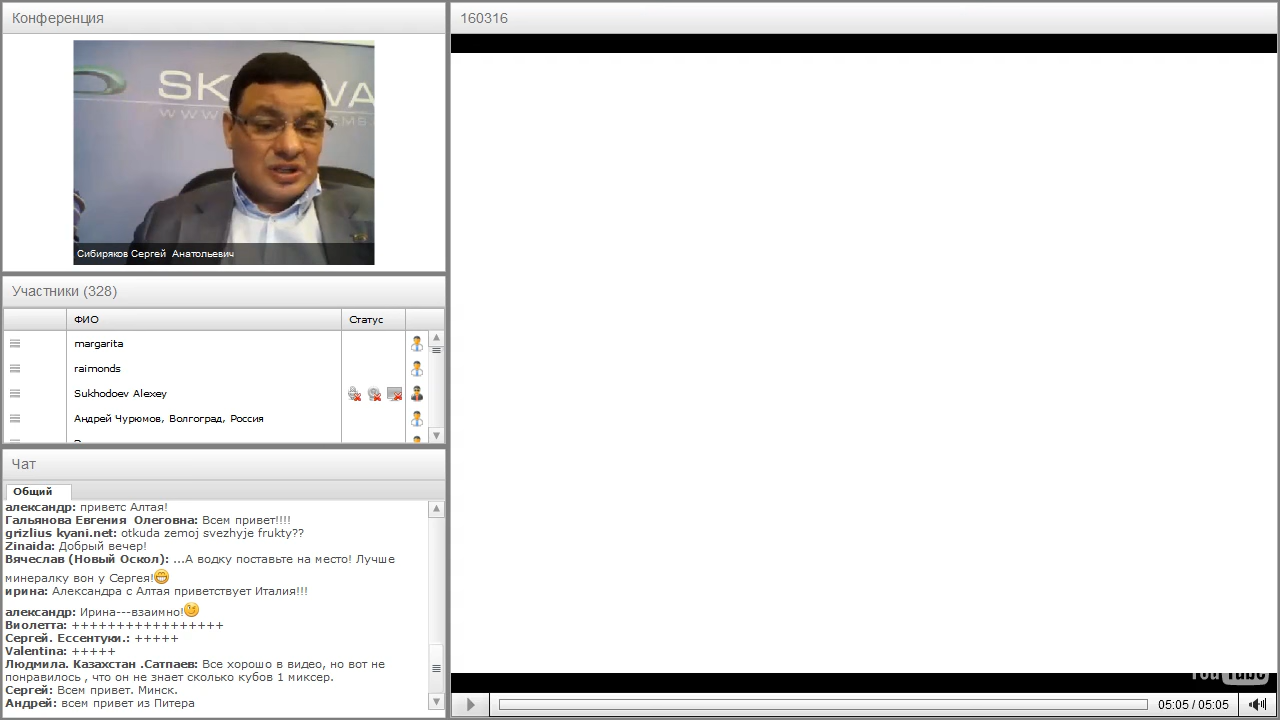 Конференция
SK
VA
WWW
EMS
Сибиряков Сергей Анатольевич
Участники (328)
ФИО Статус
margarita
raimonds
Sukhodoev Alexey
Андрей Чурюмов, Волгоград, Россия
Чат
Общий
александр: приветс Алтая!
Гальянова Евгения Олеговна: Всем привет!!!!
grizlius kyani.net: otkuda zemoj svezhyje frukty??
Zinaida: Добрый вечер!
Вячеслав (Новый Оскол): ...А водку поставьте на место! Лучше
минералку вон у Сергея!
ирина: Александра с Алтая приветствует Италия!!!
александр: Ирина---взаимно!
Виолетта: +++++++++++++++++
Сергей. Ессентуки.: +++++
Valentina: +++++
Людмила. Казахстан .Сатпаев: Все хорошо в видео, но вот не
понравилось , что он не знает сколько кубов 1 миксер.
Сергей: Всем привет. Минск.
Андрей: всем привет из Питера
160316
YouTube
05:05 / 05:05